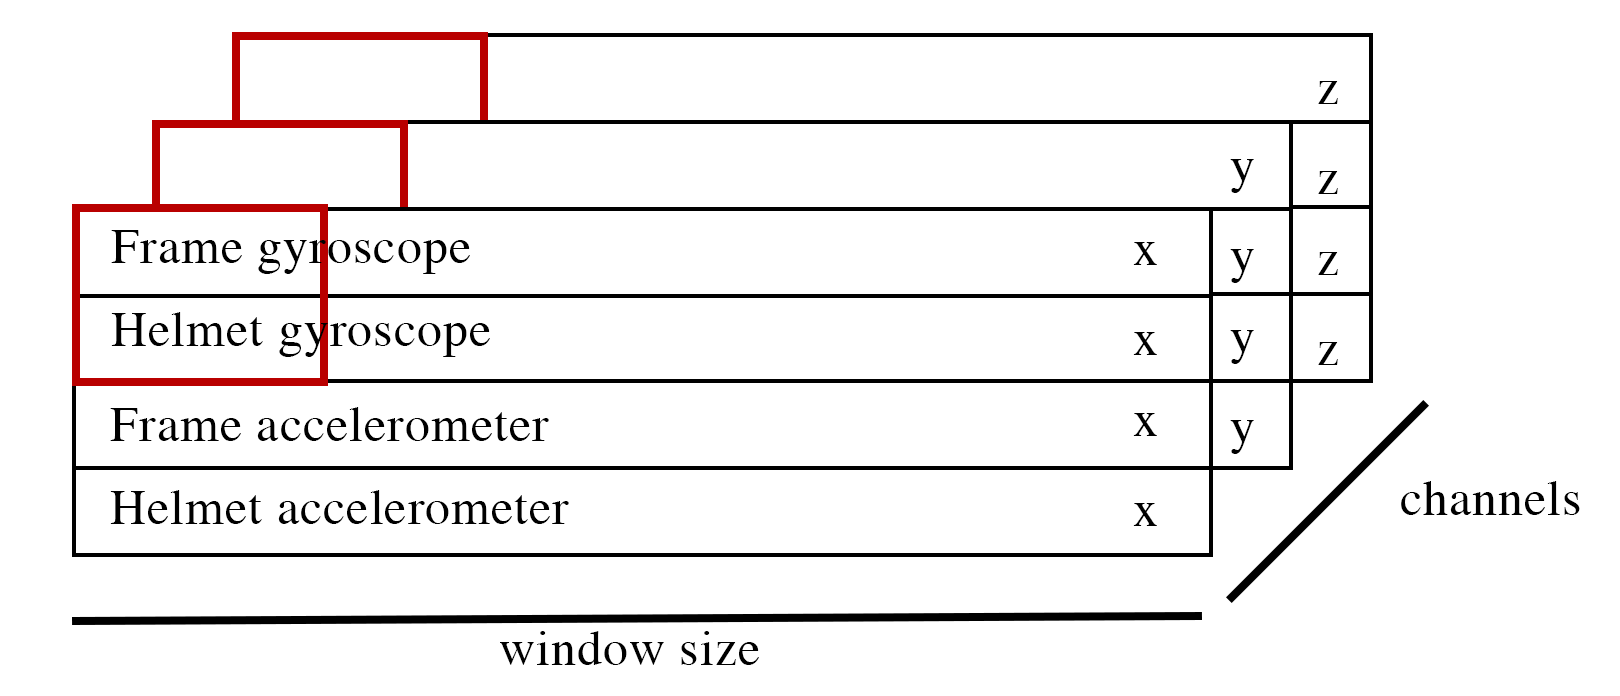 z
y z
Frame gyroscope x y z
Helmet gyroscope x y z
Frame accelerometer x y
Helmet accelerometer x
channels
window size